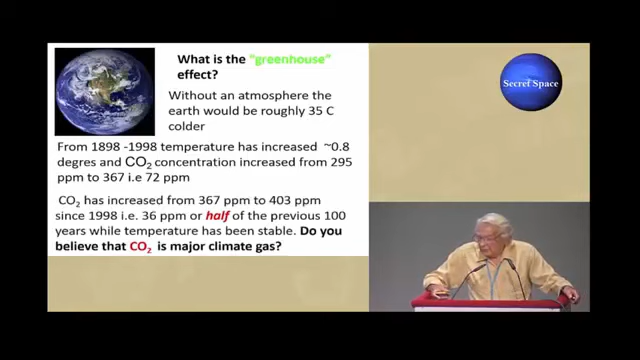 What is the "greenhouse"
effect?
Without an atmosphere the
earth would be roughly 35 C
colder
From 1898 -1998 temperature has increased ~0.8
degres and CO2 concentration increased from 295
ppm to 367 i.e 72 ppm
CO2 has increased from 367 ppm to 403 ppm
since 1998 i.e. 36 ppm or half of the previous 100
years while temperature has been stable. Do you
believe that CO2 is major climate gas?
Secret Space